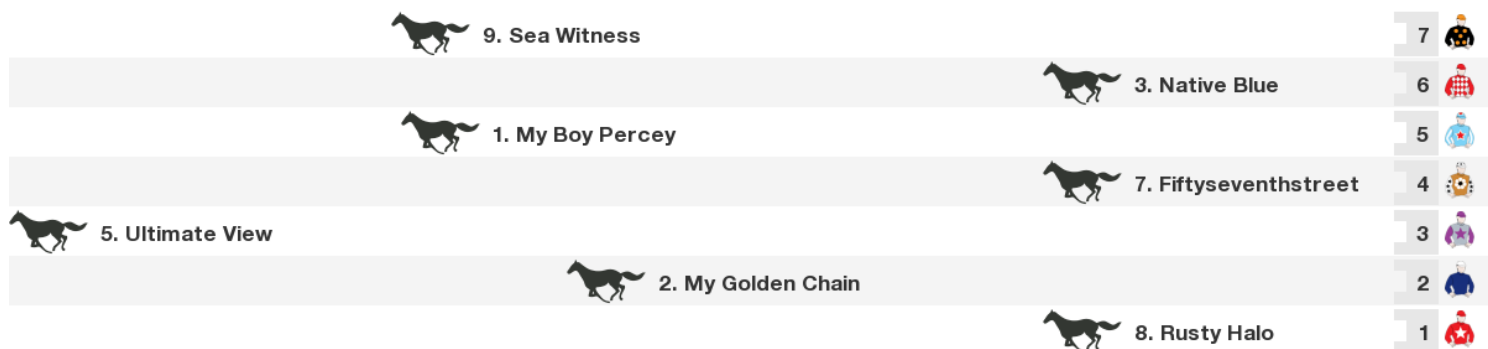 9. Sea Witness 7
3. Native Blue 6
1. My Boy Percey 5
7. Fiftyseventhstreet 4
5. Ultimate View 3
2. My Golden Chain 2
8. Rusty Halo 1